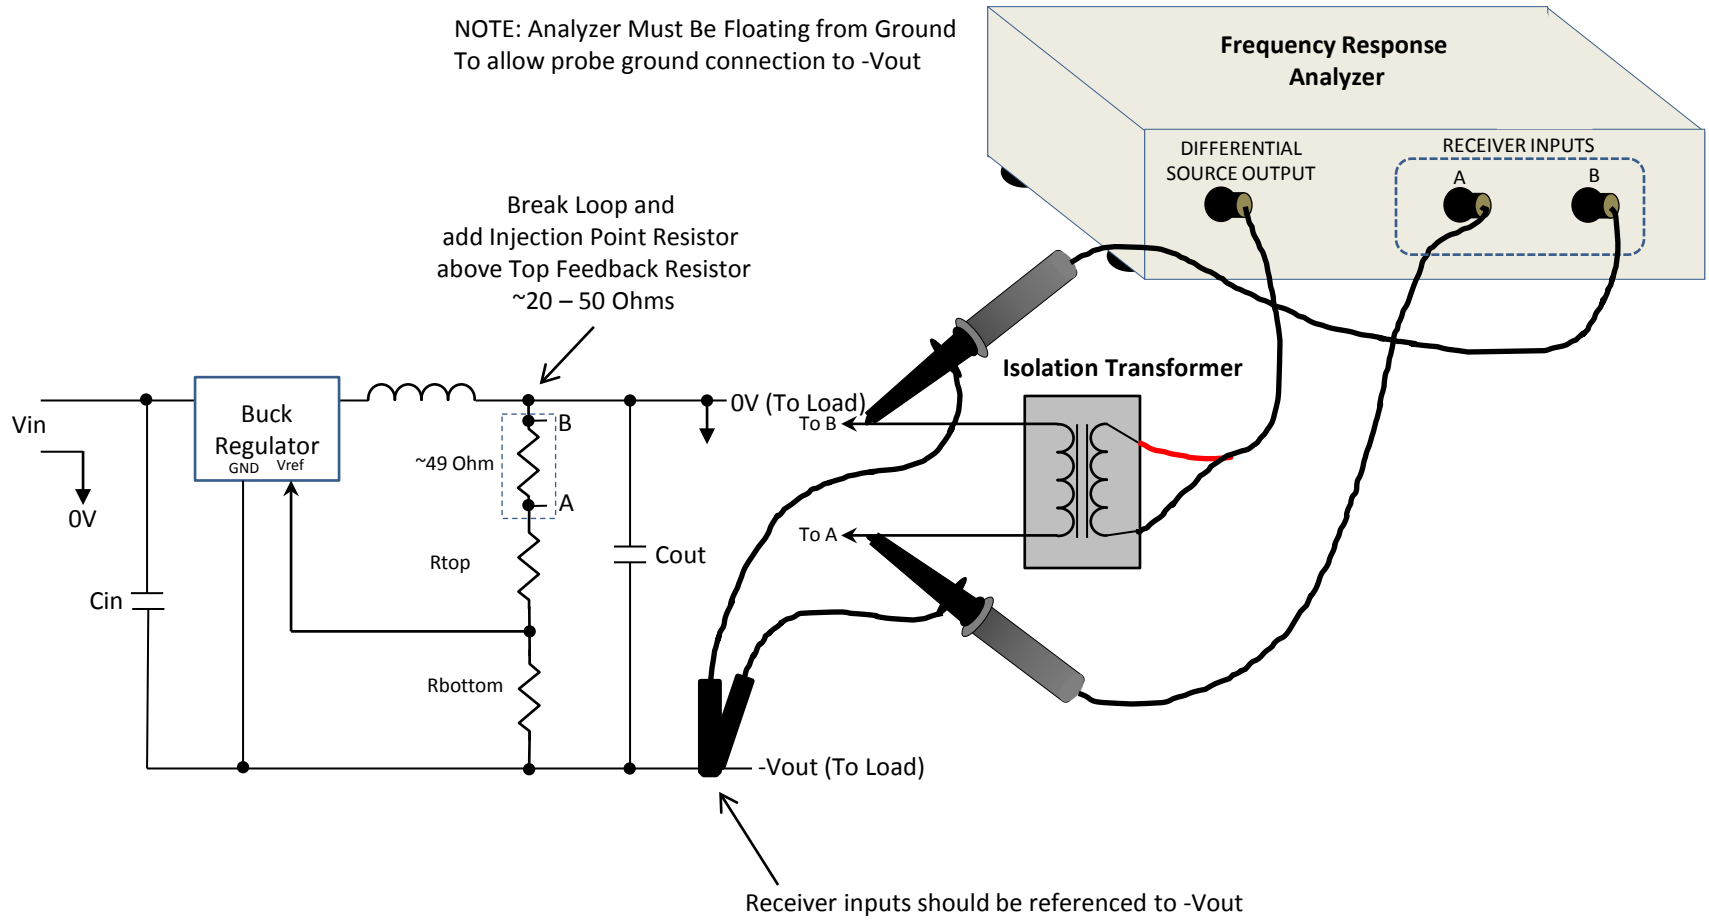 NOTE: Analyzer Must Be Floating from Ground
To allow probe ground connection to -Vout
Frequency Response
Analyzer
DIFFERENTIAL
SOURCE OUTPUT
RECEIVER INPUTS
A
B
Break Loop and
add Injection Point Resistor
above Top Feedback Resistor
~20 – 50 Ohms
Isolation Transformer
Vin
0V
Buck
Regulator
GND
Vref
~49 Ohm
B
A
0V (To Load)
To B
To A
Rtop
Cout
Cin
Rbottom
-Vout (To Load)
Receiver inputs should be referenced to -Vout